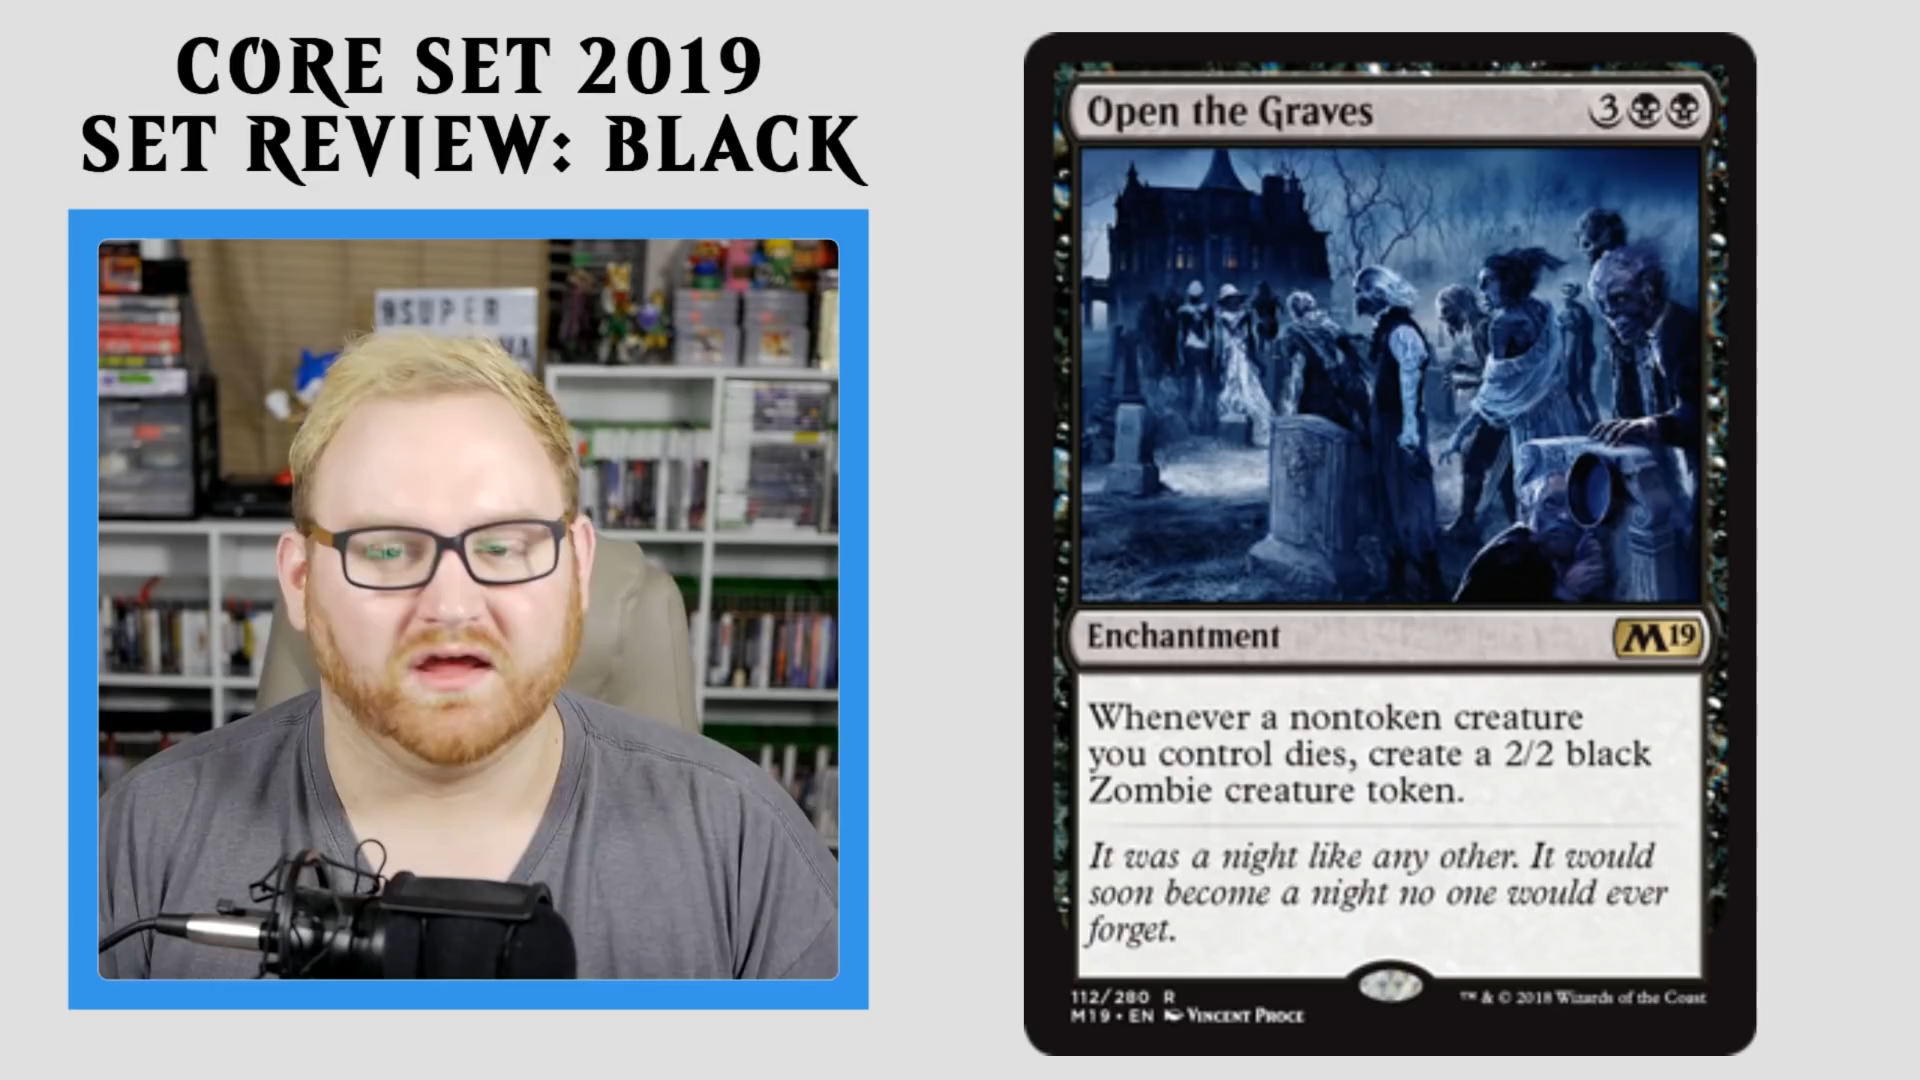 CORE SET 2019
SET REVIEW: BLACK
SUPER
Open the Graves 3
Enchantment M19
Whenever a nontoken creature
you control dies, create a 2/2 black
Zombie creature token.
It was a night like any other. It would
soon become a night no one would ever
forget.
112/280 R
M19 • EN VINCENT PROCE
™ & © 2018 Wizards of the Coast